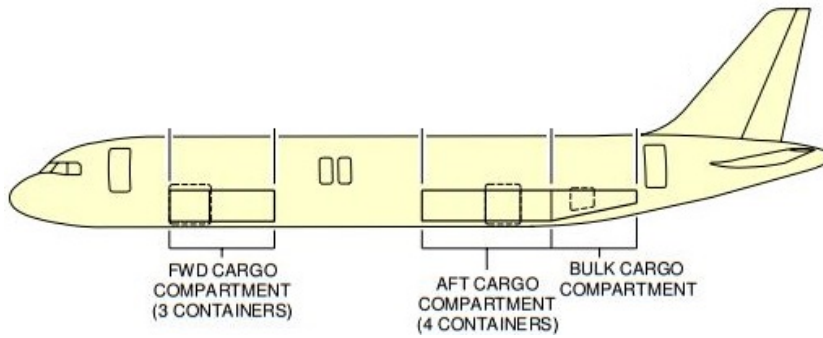 FWD CARGO
COMPARTMENT
(3 CONTAINERS)
AFT CARGO
COMPARTMENT
(4 CONTAINERS)
BULK CARGO
COMPARTMENT